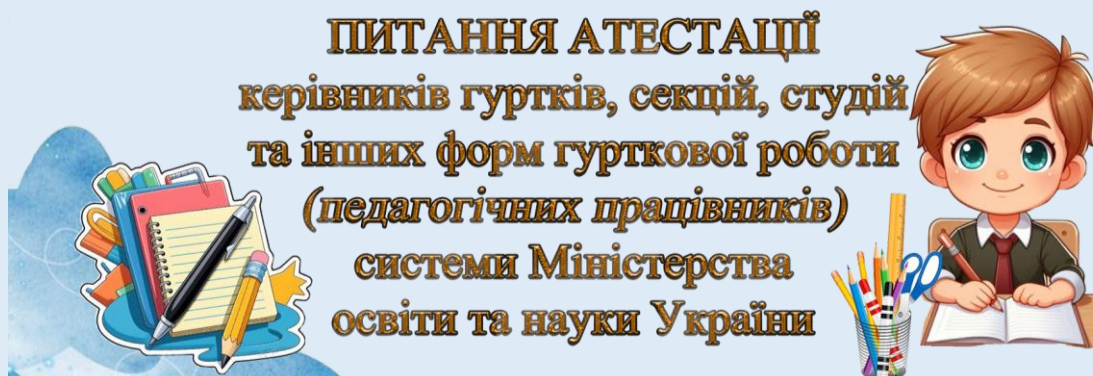 ПИТАННЯ АТЕСТАЦІЇ
керівників гуртків, секцій, студій
та інших форм гурткової роботи
(педагогічних працівників)
системи Міністерства
освіти та науки України